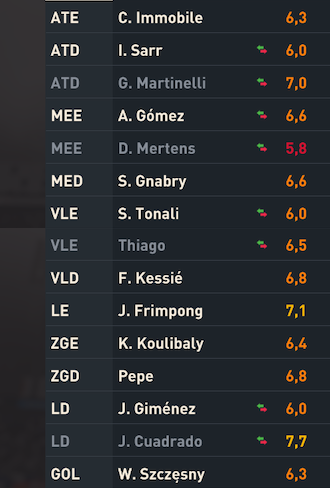 ATE C. Immobile 6,3
ATD I. Sarr 6,0
ATD G. Martinelli 7,0
MEE A. Gómez 6,6
MEE D. Mertens 5,8
MED S. Gnabry 6,6
VLE S. Tonali 6,0
VLE Thiago 6,5
VLD F. Kessié 6,8
LE J. Frimpong 7,1
ZGE K. Koulibaly 6,4
ZGD Pepe 6,8
LD J. Giménez 6,0
LD J. Cuadrado 7,7
GOL W. Szczęsny 6,3